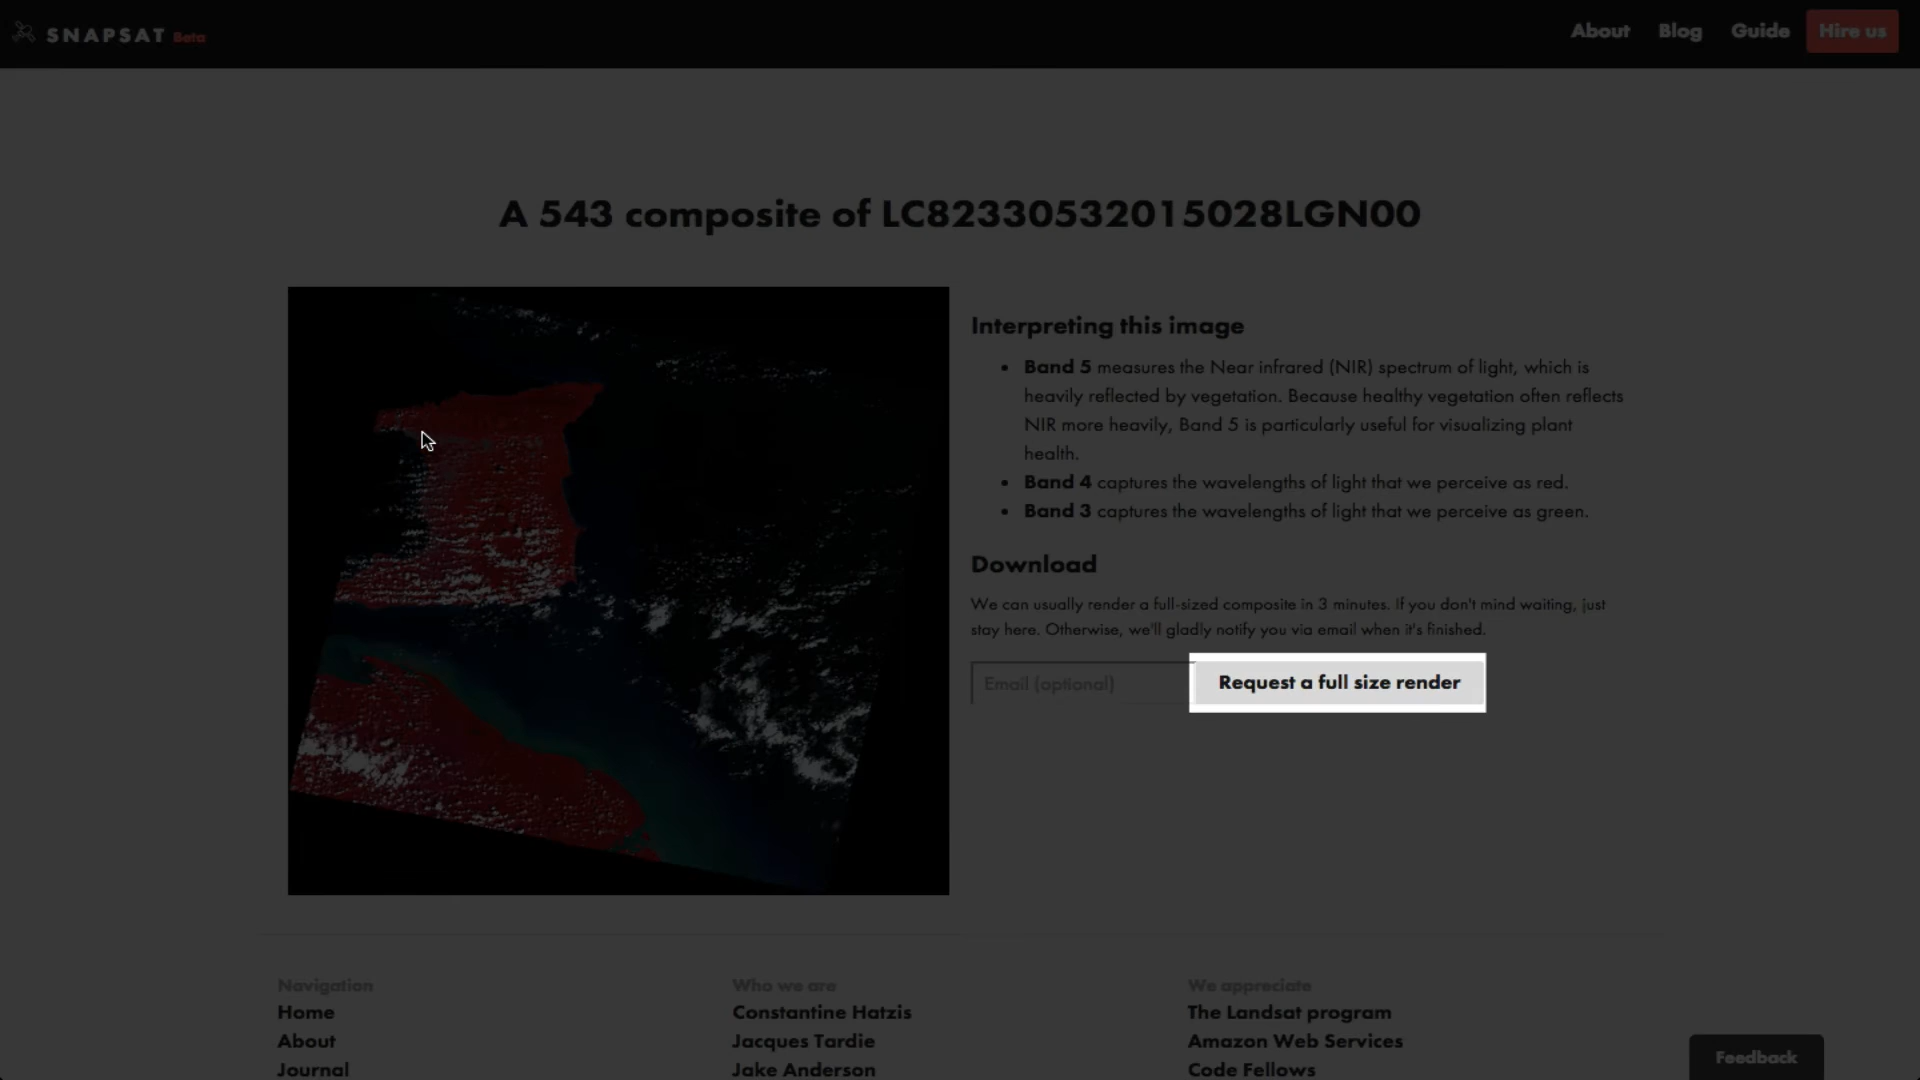 SNAPSAT Beta
About Blog Guide Hire us
A 543 composite of LC82330532015028LGN00
Interpreting this image
Band 5 measures the Near infrared (NIR) spectrum of light, which is
heavily reflected by vegetation. Because healthy vegetation often reflects
NIR more heavily, Band 5 is particularly useful for visualizing plant
health.
Band 4 captures the wavelengths of light that we perceive as red.
Band 3 captures the wavelengths of light that we perceive as green.
Download
We can usually render a full-sized composite in 3 minutes. If you don't mind waiting, just
stay here. Otherwise, we'll gladly notify you via email when it's finished.
Email (optional)
Request a full size render
Navigation
Home
About
Journal
Who we are
Constantine Hatzis
Jacques Tardie
Jake Anderson
We appreciate
The Landsat program
Amazon Web Services
Code Fellows
Feedback